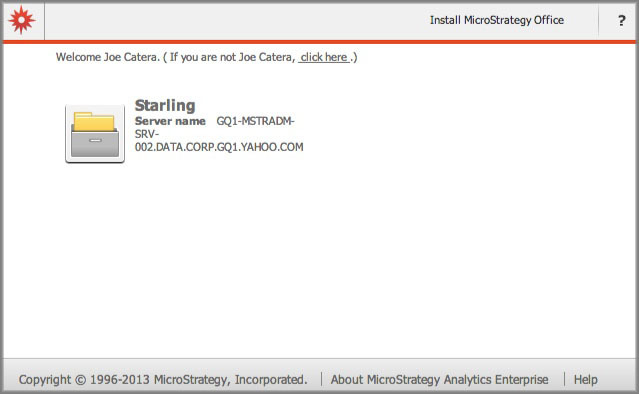 Install MicroStrategy Office
?
Welcome Joe Catera. ( If you are not Joe Catera, click here .)
Starling
Server name GQ1-MSTRADM-
SRV-
002.DATA.CORP.GQ1.YAHOO.COM
Copyright © 1996-2013 MicroStrategy, Incorporated. | About MicroStrategy Analytics Enterprise | Help